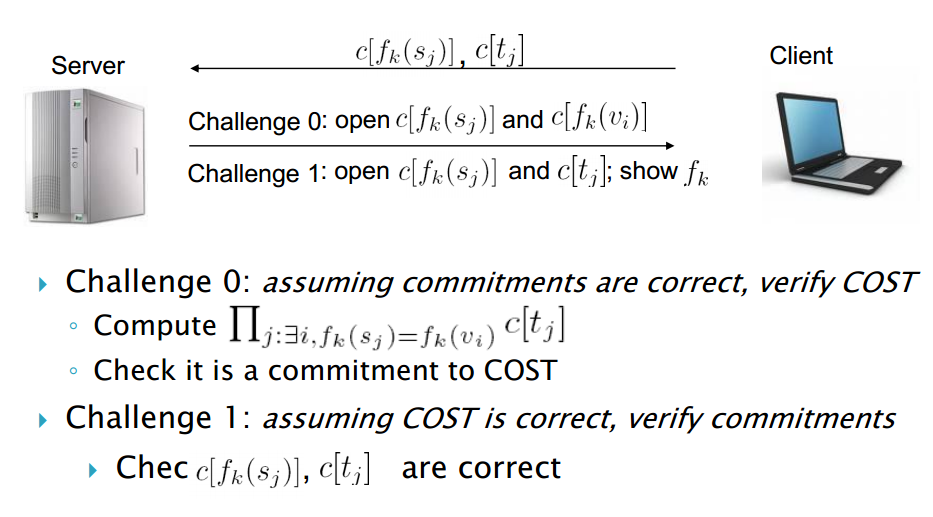 c[f_k(s_j)], c[t_j]
Server
Client
Challenge 0: open c[f_k(s_j)] and c[f_k(v_i)]
Challenge 1: open c[f_k(s_j)] and c[t_j]; show f_k
Challenge 0: assuming commitments are correct, verify COST
Compute ∏_{j:∃i,f_k(s_j)=f_k(v_i)} c[t_j]
Check it is a commitment to COST
Challenge 1: assuming COST is correct, verify commitments
Chec c[f_k(s_j)], c[t_j] are correct